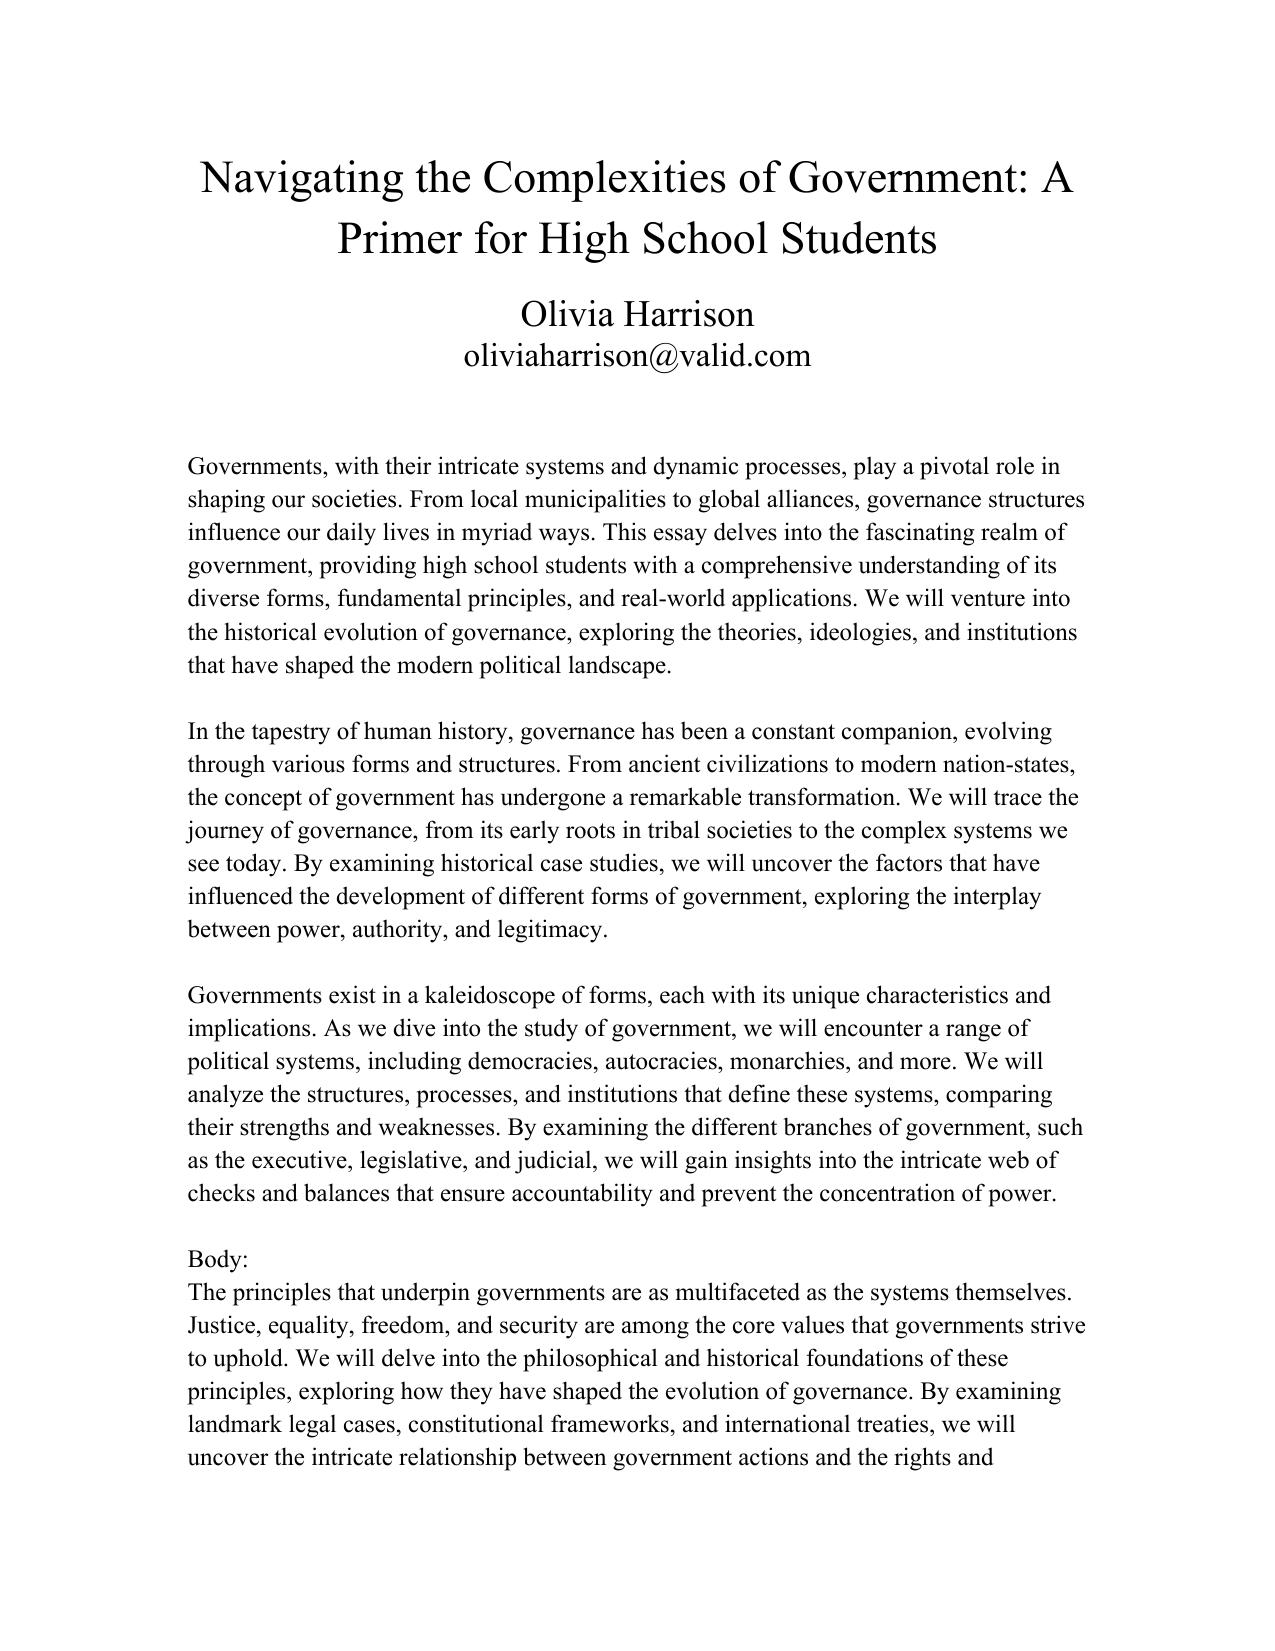 Navigating the Complexities of Government: A
Primer for High School Students
Olivia Harrison
oliviaharrison@valid.com
Governments, with their intricate systems and dynamic processes, play a pivotal role in
shaping our societies. From local municipalities to global alliances, governance structures
influence our daily lives in myriad ways. This essay delves into the fascinating realm of
government, providing high school students with a comprehensive understanding of its
diverse forms, fundamental principles, and real-world applications. We will venture into
the historical evolution of governance, exploring the theories, ideologies, and institutions
that have shaped the modern political landscape.
In the tapestry of human history, governance has been a constant companion, evolving
through various forms and structures. From ancient civilizations to modern nation-states,
the concept of government has undergone a remarkable transformation. We will trace the
journey of governance, from its early roots in tribal societies to the complex systems we
see today. By examining historical case studies, we will uncover the factors that have
influenced the development of different forms of government, exploring the interplay
between power, authority, and legitimacy.
Governments exist in a kaleidoscope of forms, each with its unique characteristics and
implications. As we dive into the study of government, we will encounter a range of
political systems, including democracies, autocracies, monarchies, and more. We will
analyze the structures, processes, and institutions that define these systems, comparing
their strengths and weaknesses. By examining the different branches of government, such
as the executive, legislative, and judicial, we will gain insights into the intricate web of
checks and balances that ensure accountability and prevent the concentration of power.
Body:
The principles that underpin governments are as multifaceted as the systems themselves.
Justice, equality, freedom, and security are among the core values that governments strive
to uphold. We will delve into the philosophical and historical foundations of these
principles, exploring how they have shaped the evolution of governance. By examining
landmark legal cases, constitutional frameworks, and international treaties, we will
uncover the intricate relationship between government actions and the rights and